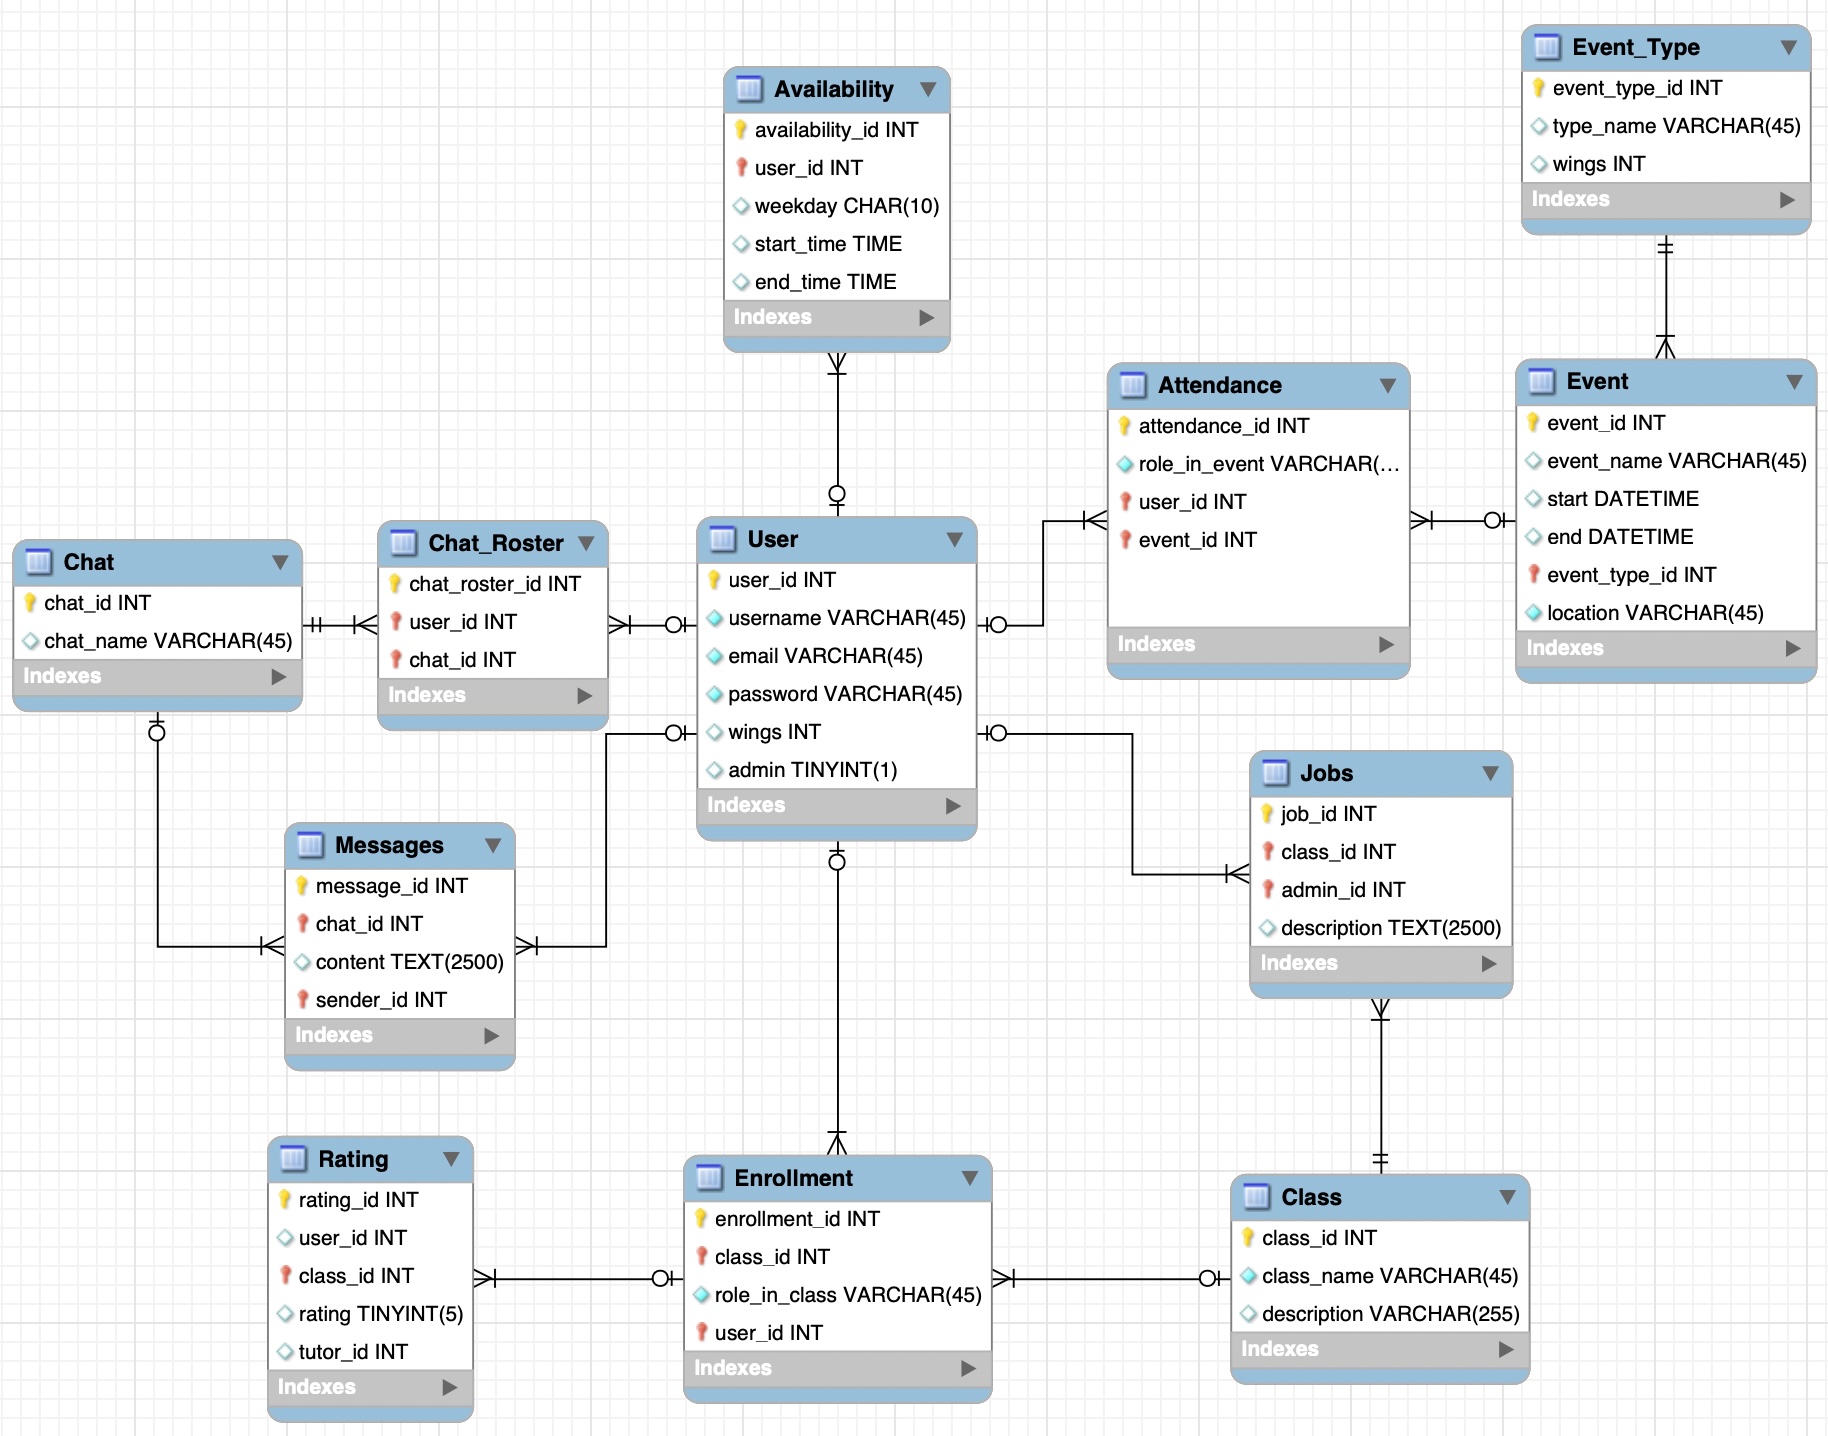 Event_Type
event_type_id INT
type_name VARCHAR(45)
wings INT
Indexes
Availability
availability_id INT
user_id INT
weekday CHAR(10)
start_time TIME
end_time TIME
Indexes
Attendance
attendance_id INT
role_in_event VARCHAR(...
user_id INT
event_id INT
Indexes
Event
event_id INT
event_name VARCHAR(45)
start DATETIME
end DATETIME
event_type_id INT
location VARCHAR(45)
Indexes
Chat
chat_id INT
chat_name VARCHAR(45)
Indexes
Chat_Roster
chat_roster_id INT
user_id INT
chat_id INT
Indexes
User
user_id INT
username VARCHAR(45)
email VARCHAR(45)
password VARCHAR(45)
wings INT
admin TINYINT(1)
Indexes
Jobs
job_id INT
class_id INT
admin_id INT
description TEXT(2500)
Indexes
Messages
message_id INT
chat_id INT
content TEXT(2500)
sender_id INT
Indexes
Rating
rating_id INT
user_id INT
class_id INT
rating TINYINT(5)
tutor_id INT
Indexes
Enrollment
enrollment_id INT
class_id INT
role_in_class VARCHAR(45)
user_id INT
Indexes
Class
class_id INT
class_name VARCHAR(45)
description VARCHAR(255)
Indexes